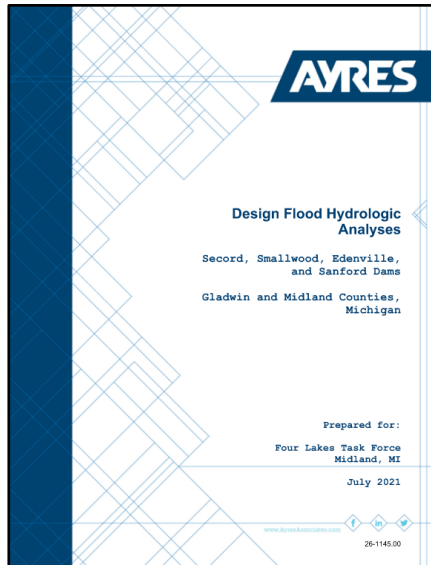 AYRES
Design Flood Hydrologic
Analyses
Secord, Smallwood, Edenville,
and Sanford Dams
Gladwin and Midland Counties,
Michigan
Prepared for:
Four Lakes Task Force
Midland, MI
July 2021
www.AyresAssociates.com
26-1145.00